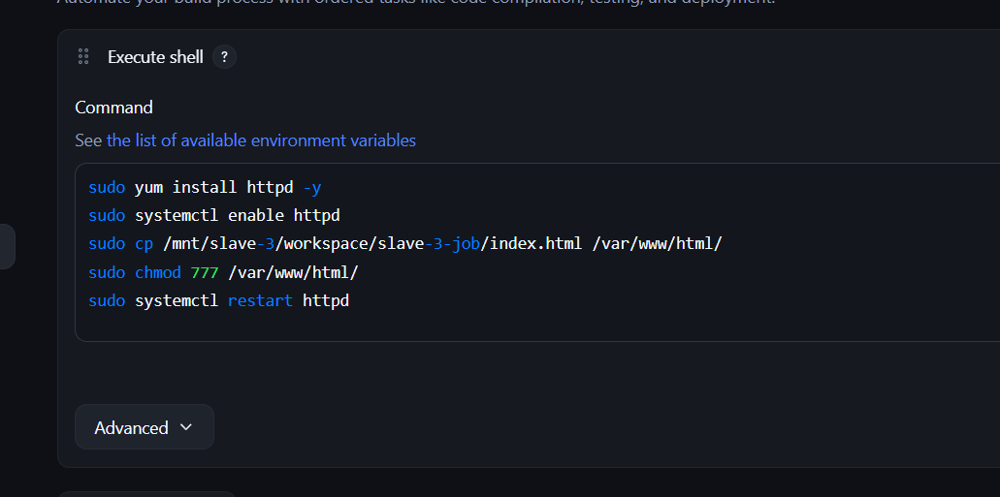 Automate your build process with ordered tasks like code compilation, testing, and deployment.
Execute shell ?
Command
See the list of available environment variables
sudo yum install httpd -y
sudo systemctl enable httpd
sudo cp /mnt/slave-3/workspace/slave-3-job/index.html /var/www/html/
sudo chmod 777 /var/www/html/
sudo systemctl restart httpd
Advanced